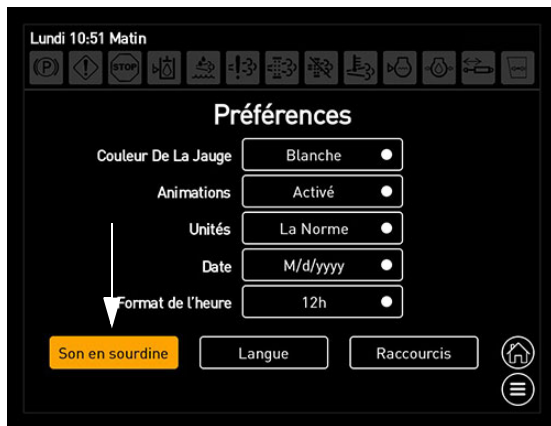 Lundi 10:51 Matin
(P) STOP
Préférences
Couleur De La Jauge Blanche
Animations Activé
Unités La Norme
Date M/d/yyyy
Format de l'heure 12h
Son en sourdine Langue Raccourcis